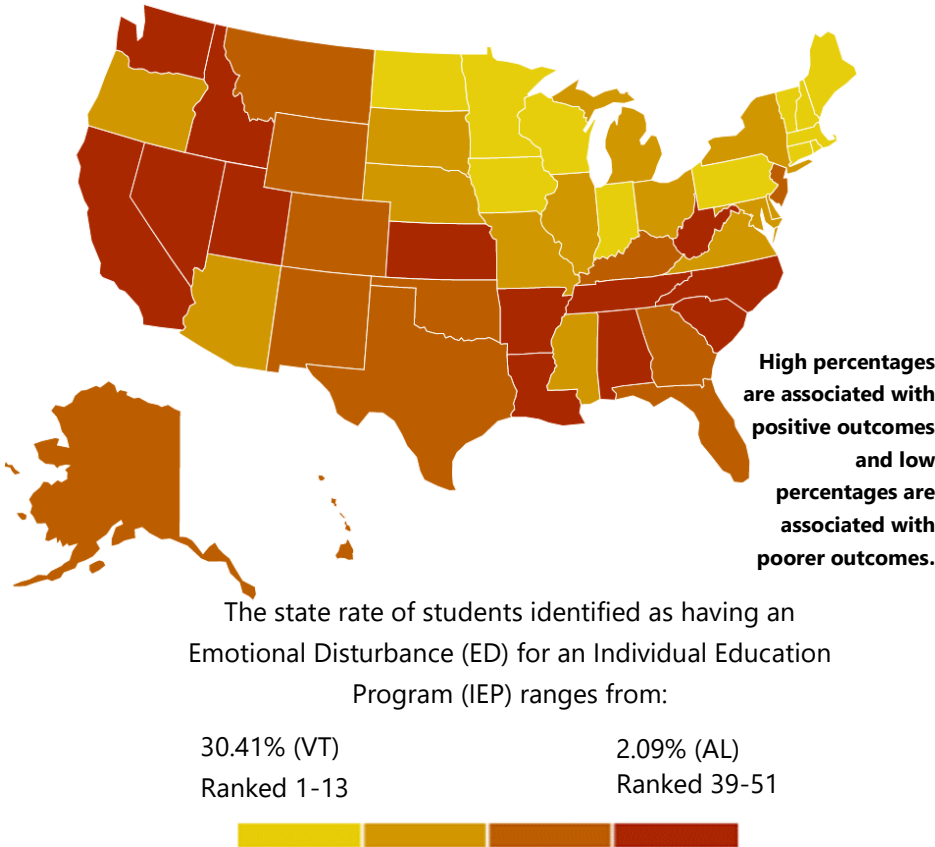 High percentages
are associated with
positive outcomes
and low
percentages are
associated with
poorer outcomes.
The state rate of students identified as having an
Emotional Disturbance (ED) for an Individual Education
Program (IEP) ranges from:
30.41% (VT)
Ranked 1-13
2.09% (AL)
Ranked 39-51